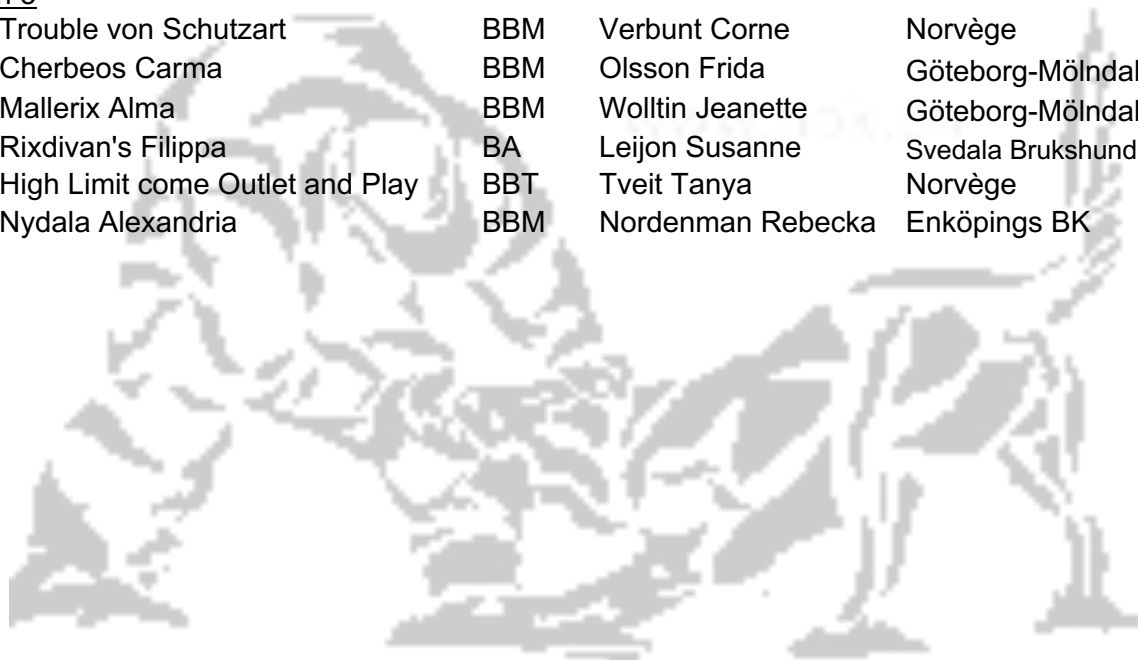 Trouble von Schutzart BBM Verbunt Corne Norvège
Cherbeos Carma BBM Olsson Frida Göteborg-Mölndal
Mallerix Alma BBM Wolltin Jeanette Göteborg-Mölndal
Rixdivan's Filippa BA Leijon Susanne Svedala Brukshund
High Limit come Outlet and Play BBT Tveit Tanya Norvège
Nydala Alexandria BBM Nordenman Rebecka Enköpings BK